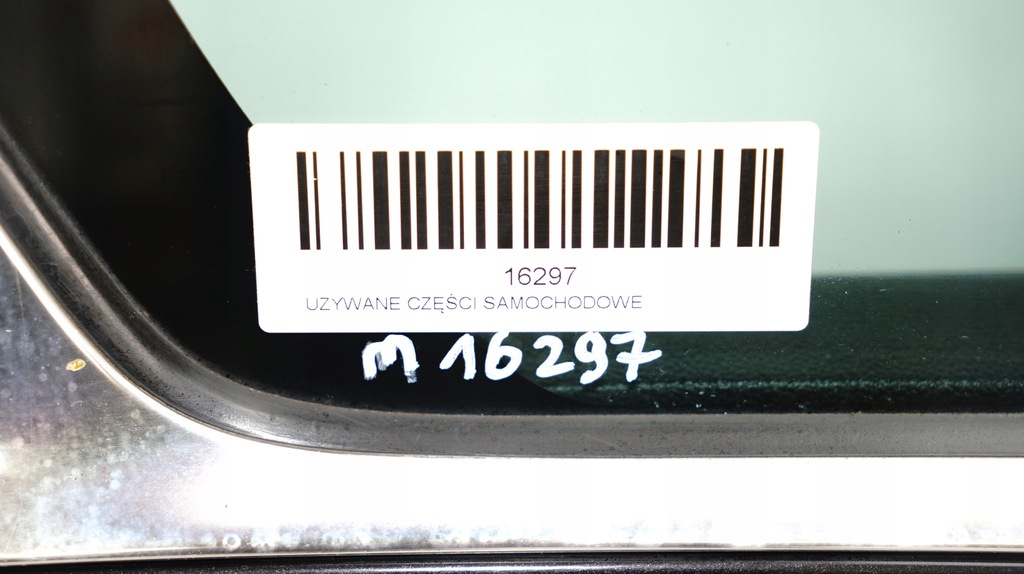 16297
UZYWANE CZĘŚCI SAMOCHODOWE
M 16297